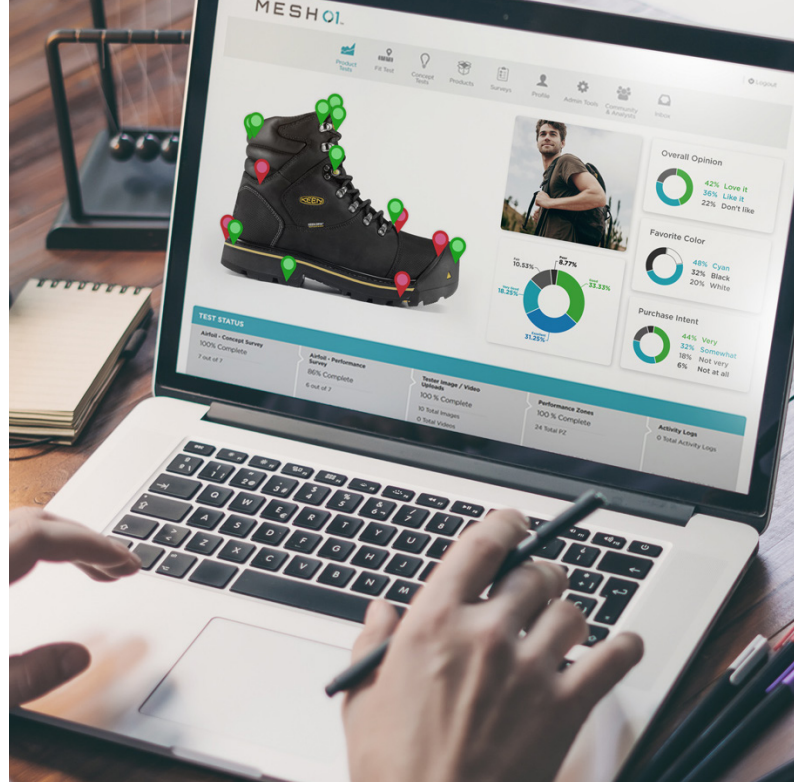 MESH01
Logout
Product
Tests
Fit Test
Concept
Tests
Products
Surveys
Profile
Admin Tools
Community
& Analysts
Inbox
KEEN
Overall Opinion
42% Love it
36% Like it
22% Don't like
Favorite Color
48% Cyan
32% Black
20% White
Purchase Intent
44% Very
32% Somewhat
18% Not very
6% Not at all
10.53%
8.77%
33.33%
16.25%
31.25%
TEST STATUS
Airfoil - Concept Survey
100% Complete
7 out of 7
Airfoil - Performance
Survey
86% Complete
6 out of 7
Tester Image / Video
Uploads
100 % Complete
10 Total Images
0 Total Videos
Performance Zones
100 % Complete
24 Total PZ
Activity Logs
0 Total Activity Logs
Q W E R T Y U
A S D F G H J
Z X C V B N M